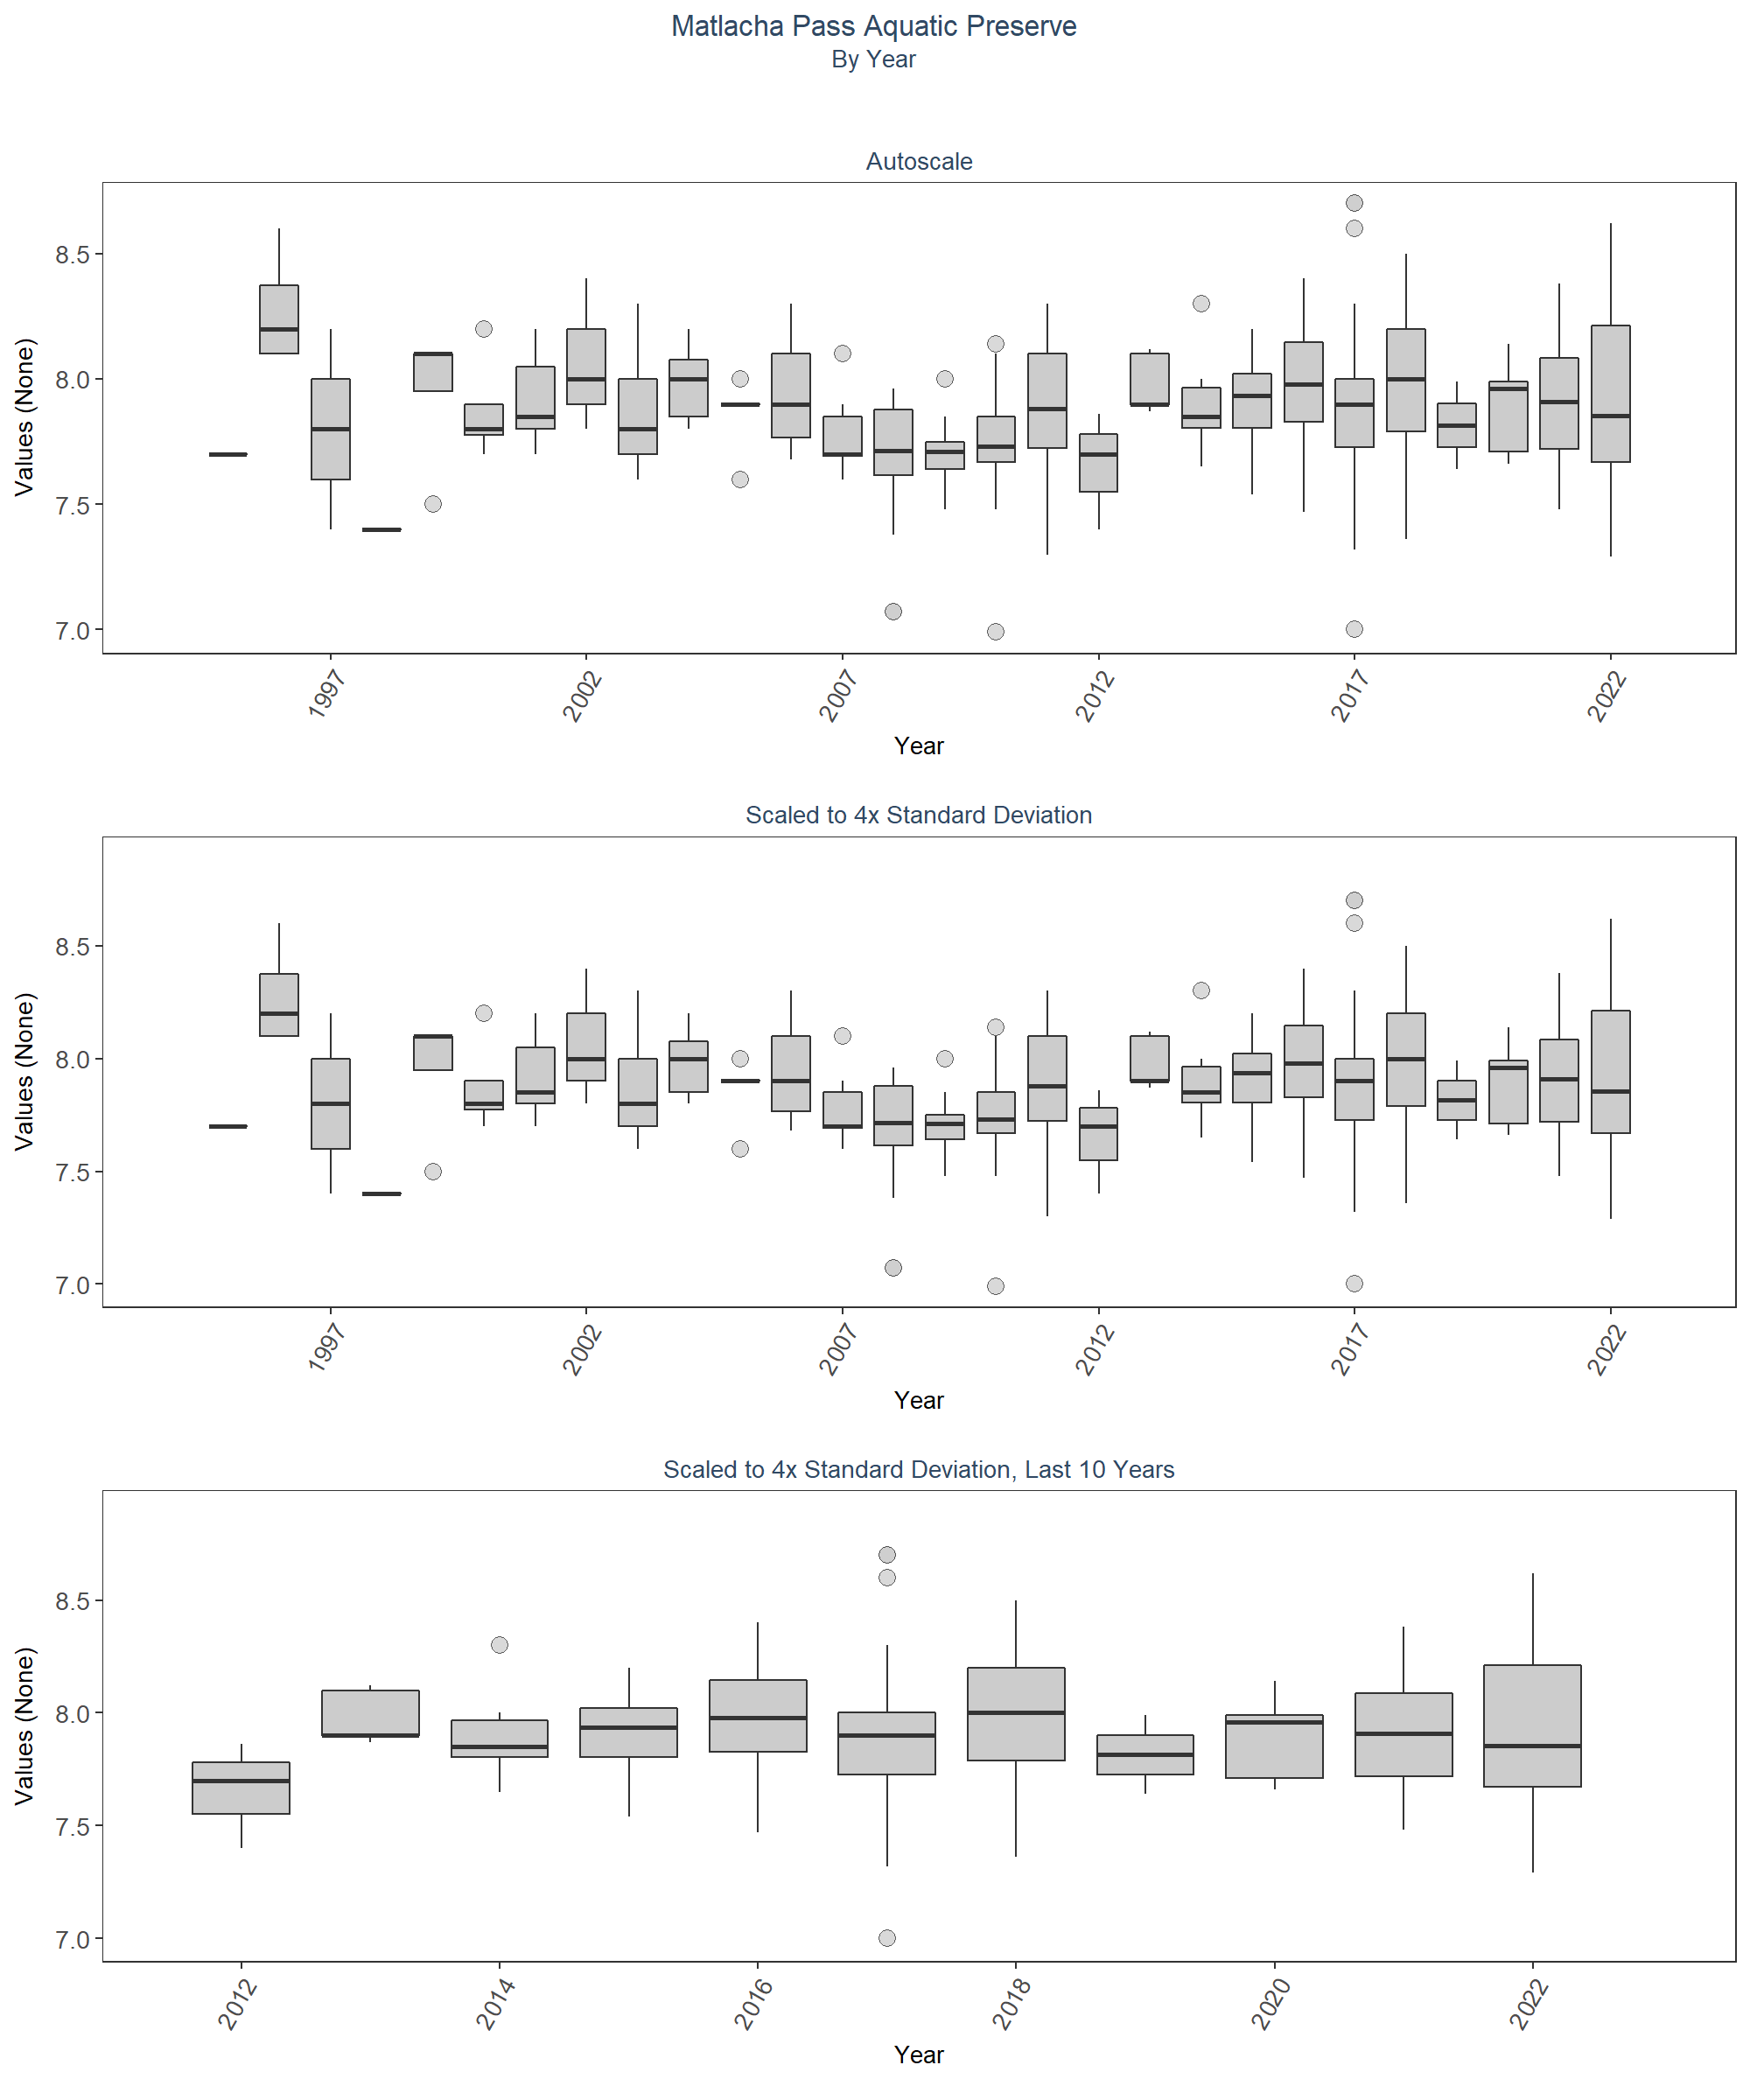 Matlacha Pass Aquatic Preserve
By Year
Autoscale
Values (None)
8.5
8.0
7.5
7.0
1997
2002
2007
2012
2017
2022
Year
Scaled to 4x Standard Deviation
Values (None)
8.5
8.0
7.5
7.0
1997
2002
2007
2012
2017
2022
Year
Scaled to 4x Standard Deviation, Last 10 Years
Values (None)
8.5
8.0
7.5
7.0
2012
2014
2016
2018
2020
2022
Year